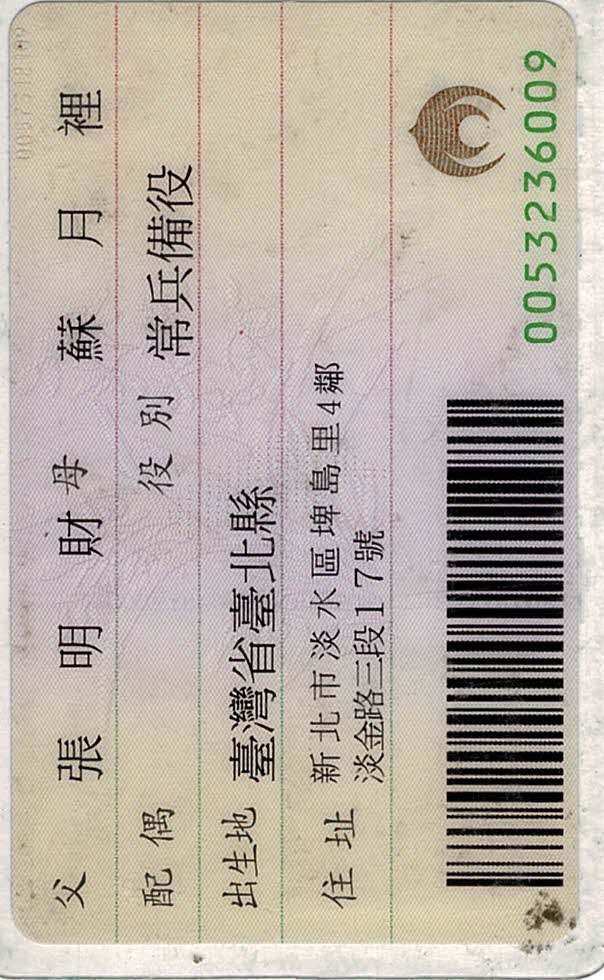 父 張明財 母 蘇月裡
配偶 役別 常兵備役
出生地 臺灣省臺北縣
住址 新北市淡水區埤島里4鄰
淡金路三段17號
0053236009